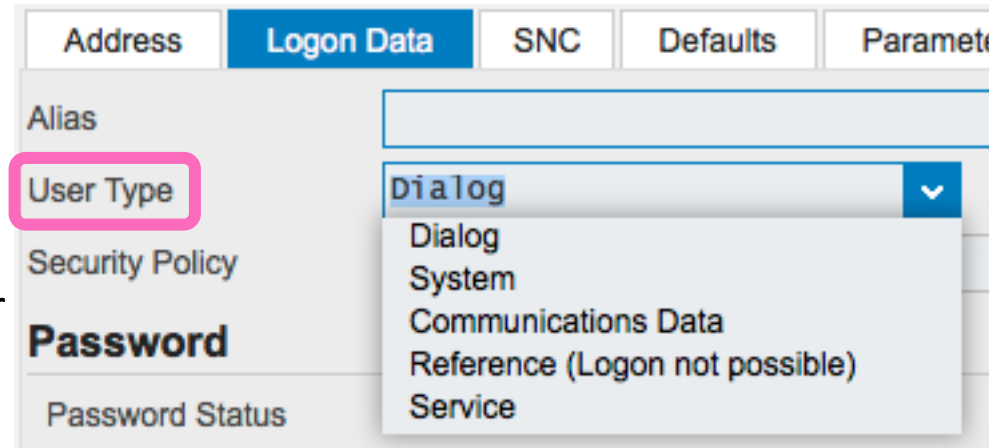 Address Logon Data SNC Defaults
Alias
User Type Dialog
Dialog
Security Policy
System
Communications Data
Password
Reference (Logon not possible)
Password Status
Service